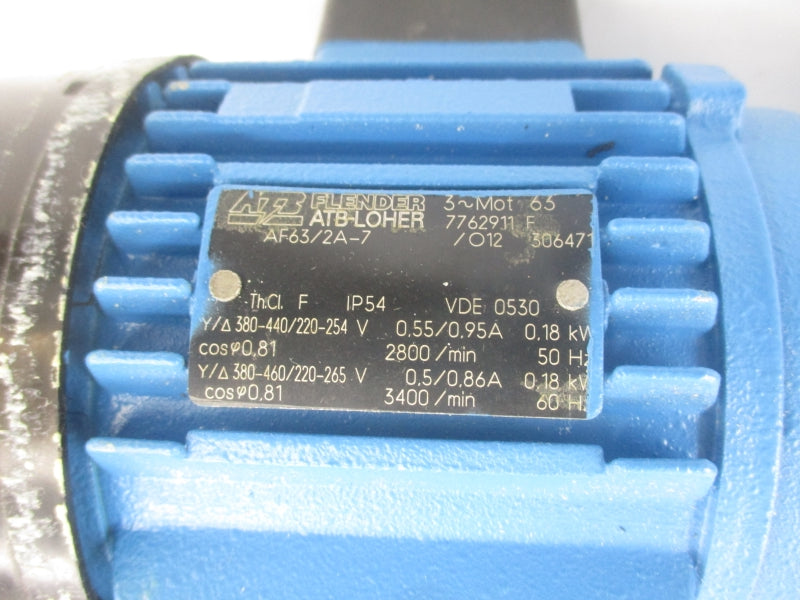 ATB FLENDER 3~Mot 63
ATB-LOHER 7762911 F
AF63/2A-7 /012 306471
Th.Cl. F IP54 VDE 0530
Y/Δ 380-440/220-254 V 0,55/0,95A 0,18 kW
cosφ0,81 2800/min 50 Hz
Y/Δ 380-460/220-265 V 0,5/0,86A 0,18 kW
cosφ0,81 3400/min 60 Hz